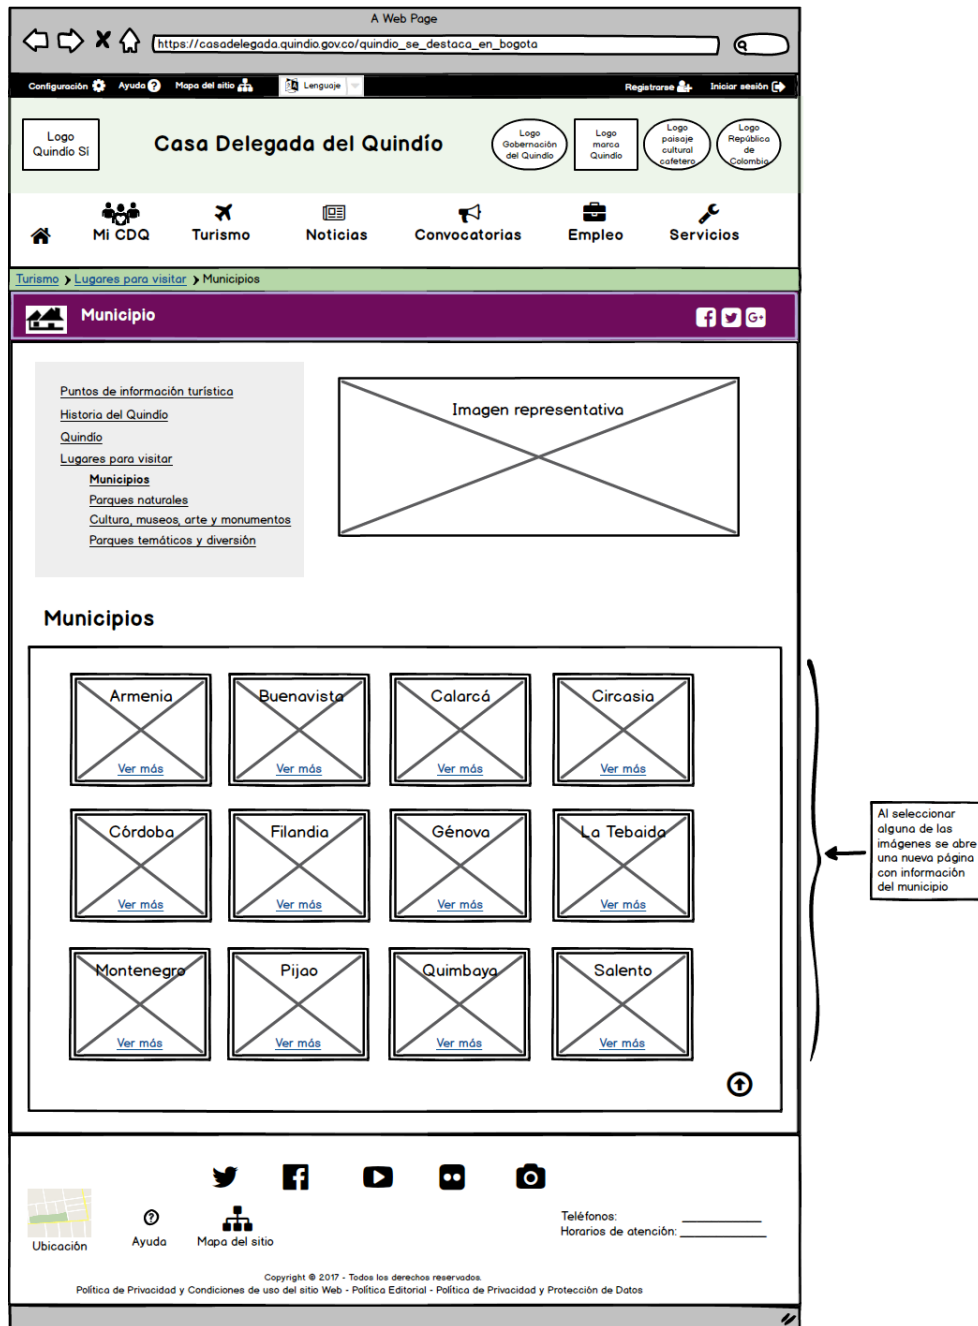 A Web Page
https://casadelegada.quindio.gov.co/quindio_se_destaca_en_bogota
Configuración Ayuda Mapa del sitio Lenguaje Registrarse Iniciar sesión
Logo
Quindío Sí
Casa Delegada del Quindío
Logo
Gobernación
del Quindío
Logo
marca
Quindío
Logo
paisaje
cultural
cafetero
Logo
República
de
Colombia
Mi CDQ Turismo Noticias Convocatorias Empleo Servicios
Turismo Lugares para visitar Municipios
Municipio
Puntos de información turística
Historia del Quindío
Quindío
Lugares para visitar
Municipios
Parques naturales
Cultura, museos, arte y monumentos
Parques temáticos y diversión
Imagen representativa
Municipios
Armenia Buenavista Calarcá Circasia
Ver más Ver más Ver más Ver más
Córdoba Filandia Génova La Tebaida
Ver más Ver más Ver más Ver más
Montenegro Pijao Quimbaya Salento
Ver más Ver más Ver más Ver más
Al seleccionar
alguna de las
imágenes se abre
una nueva página
con información
del municipio
Ubicación
Ayuda
Mapa del sitio
Teléfonos:
Horarios de atención:
Copyright © 2017 - Todos los derechos reservados.
Política de Privacidad y Condiciones de uso del sitio Web - Política Editorial - Política de Privacidad y Protección de Datos